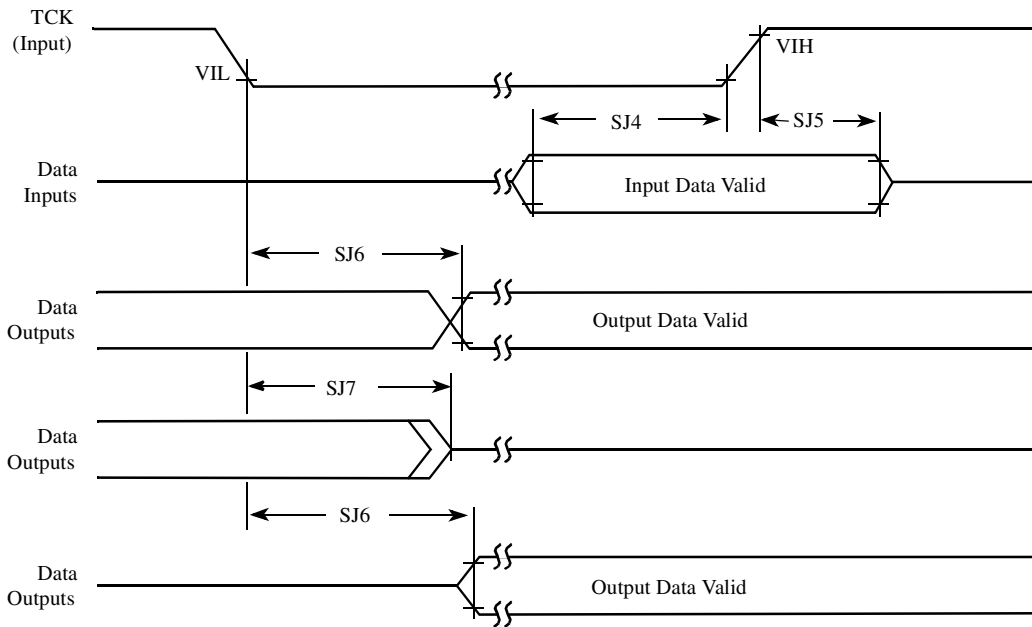 TCK
(Input)
VIL
VIH
SJ4
SJ5
Data
Inputs
Input Data Valid
SJ6
Data
Outputs
Output Data Valid
SJ7
Data
Outputs
SJ6
Data
Outputs
Output Data Valid